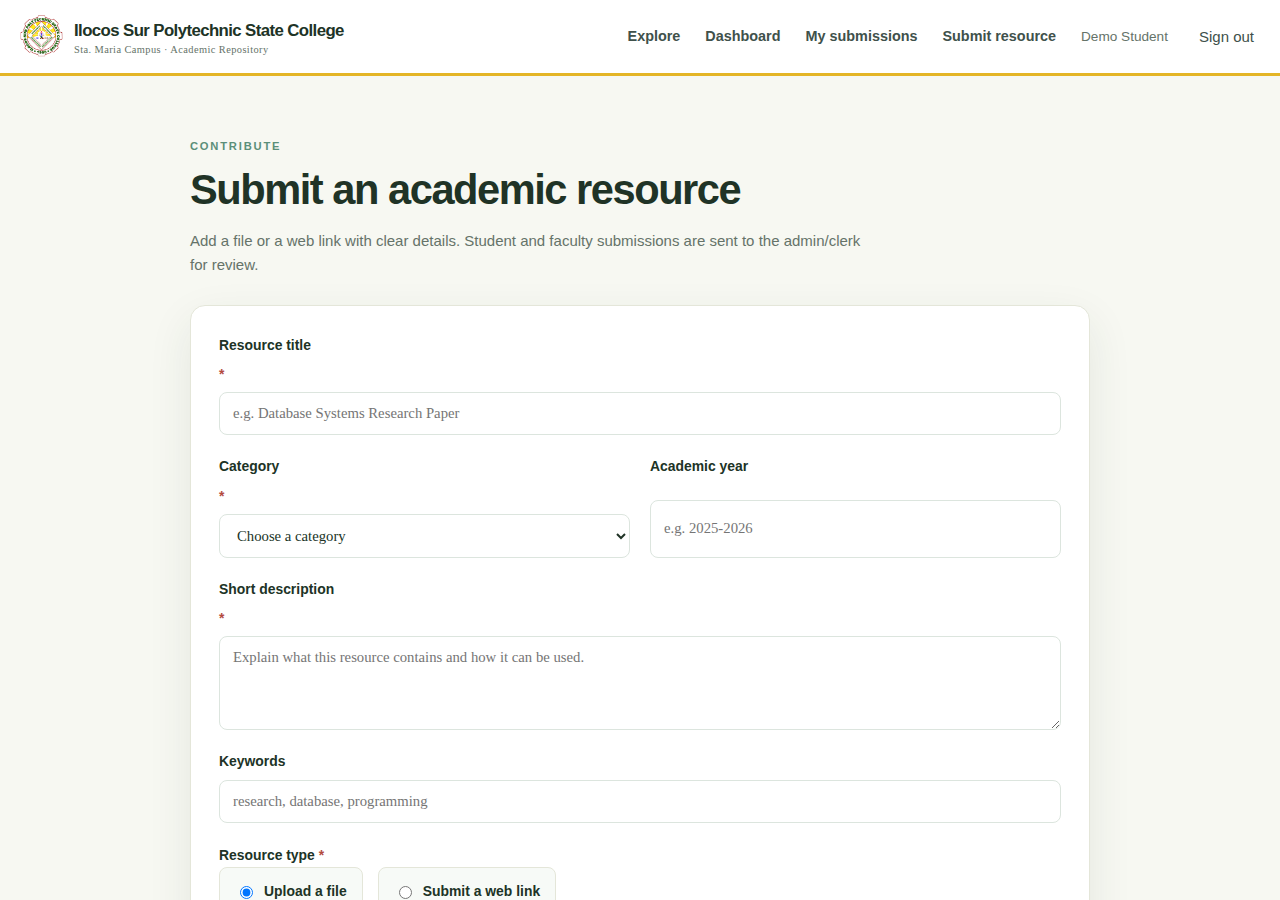 Ilocos Sur Polytechnic State College
Sta. Maria Campus · Academic Repository
Explore
Dashboard
My submissions
Submit resource
Demo Student
Sign out
CONTRIBUTE
Submit an academic resource
Add a file or a web link with clear details. Student and faculty submissions are sent to the admin/clerk
for review.
Resource title
*
e.g. Database Systems Research Paper
Category
*
Choose a category
Academic year
e.g. 2025-2026
Short description
*
Explain what this resource contains and how it can be used.
Keywords
research, database, programming
Resource type *
Upload a file
Submit a web link